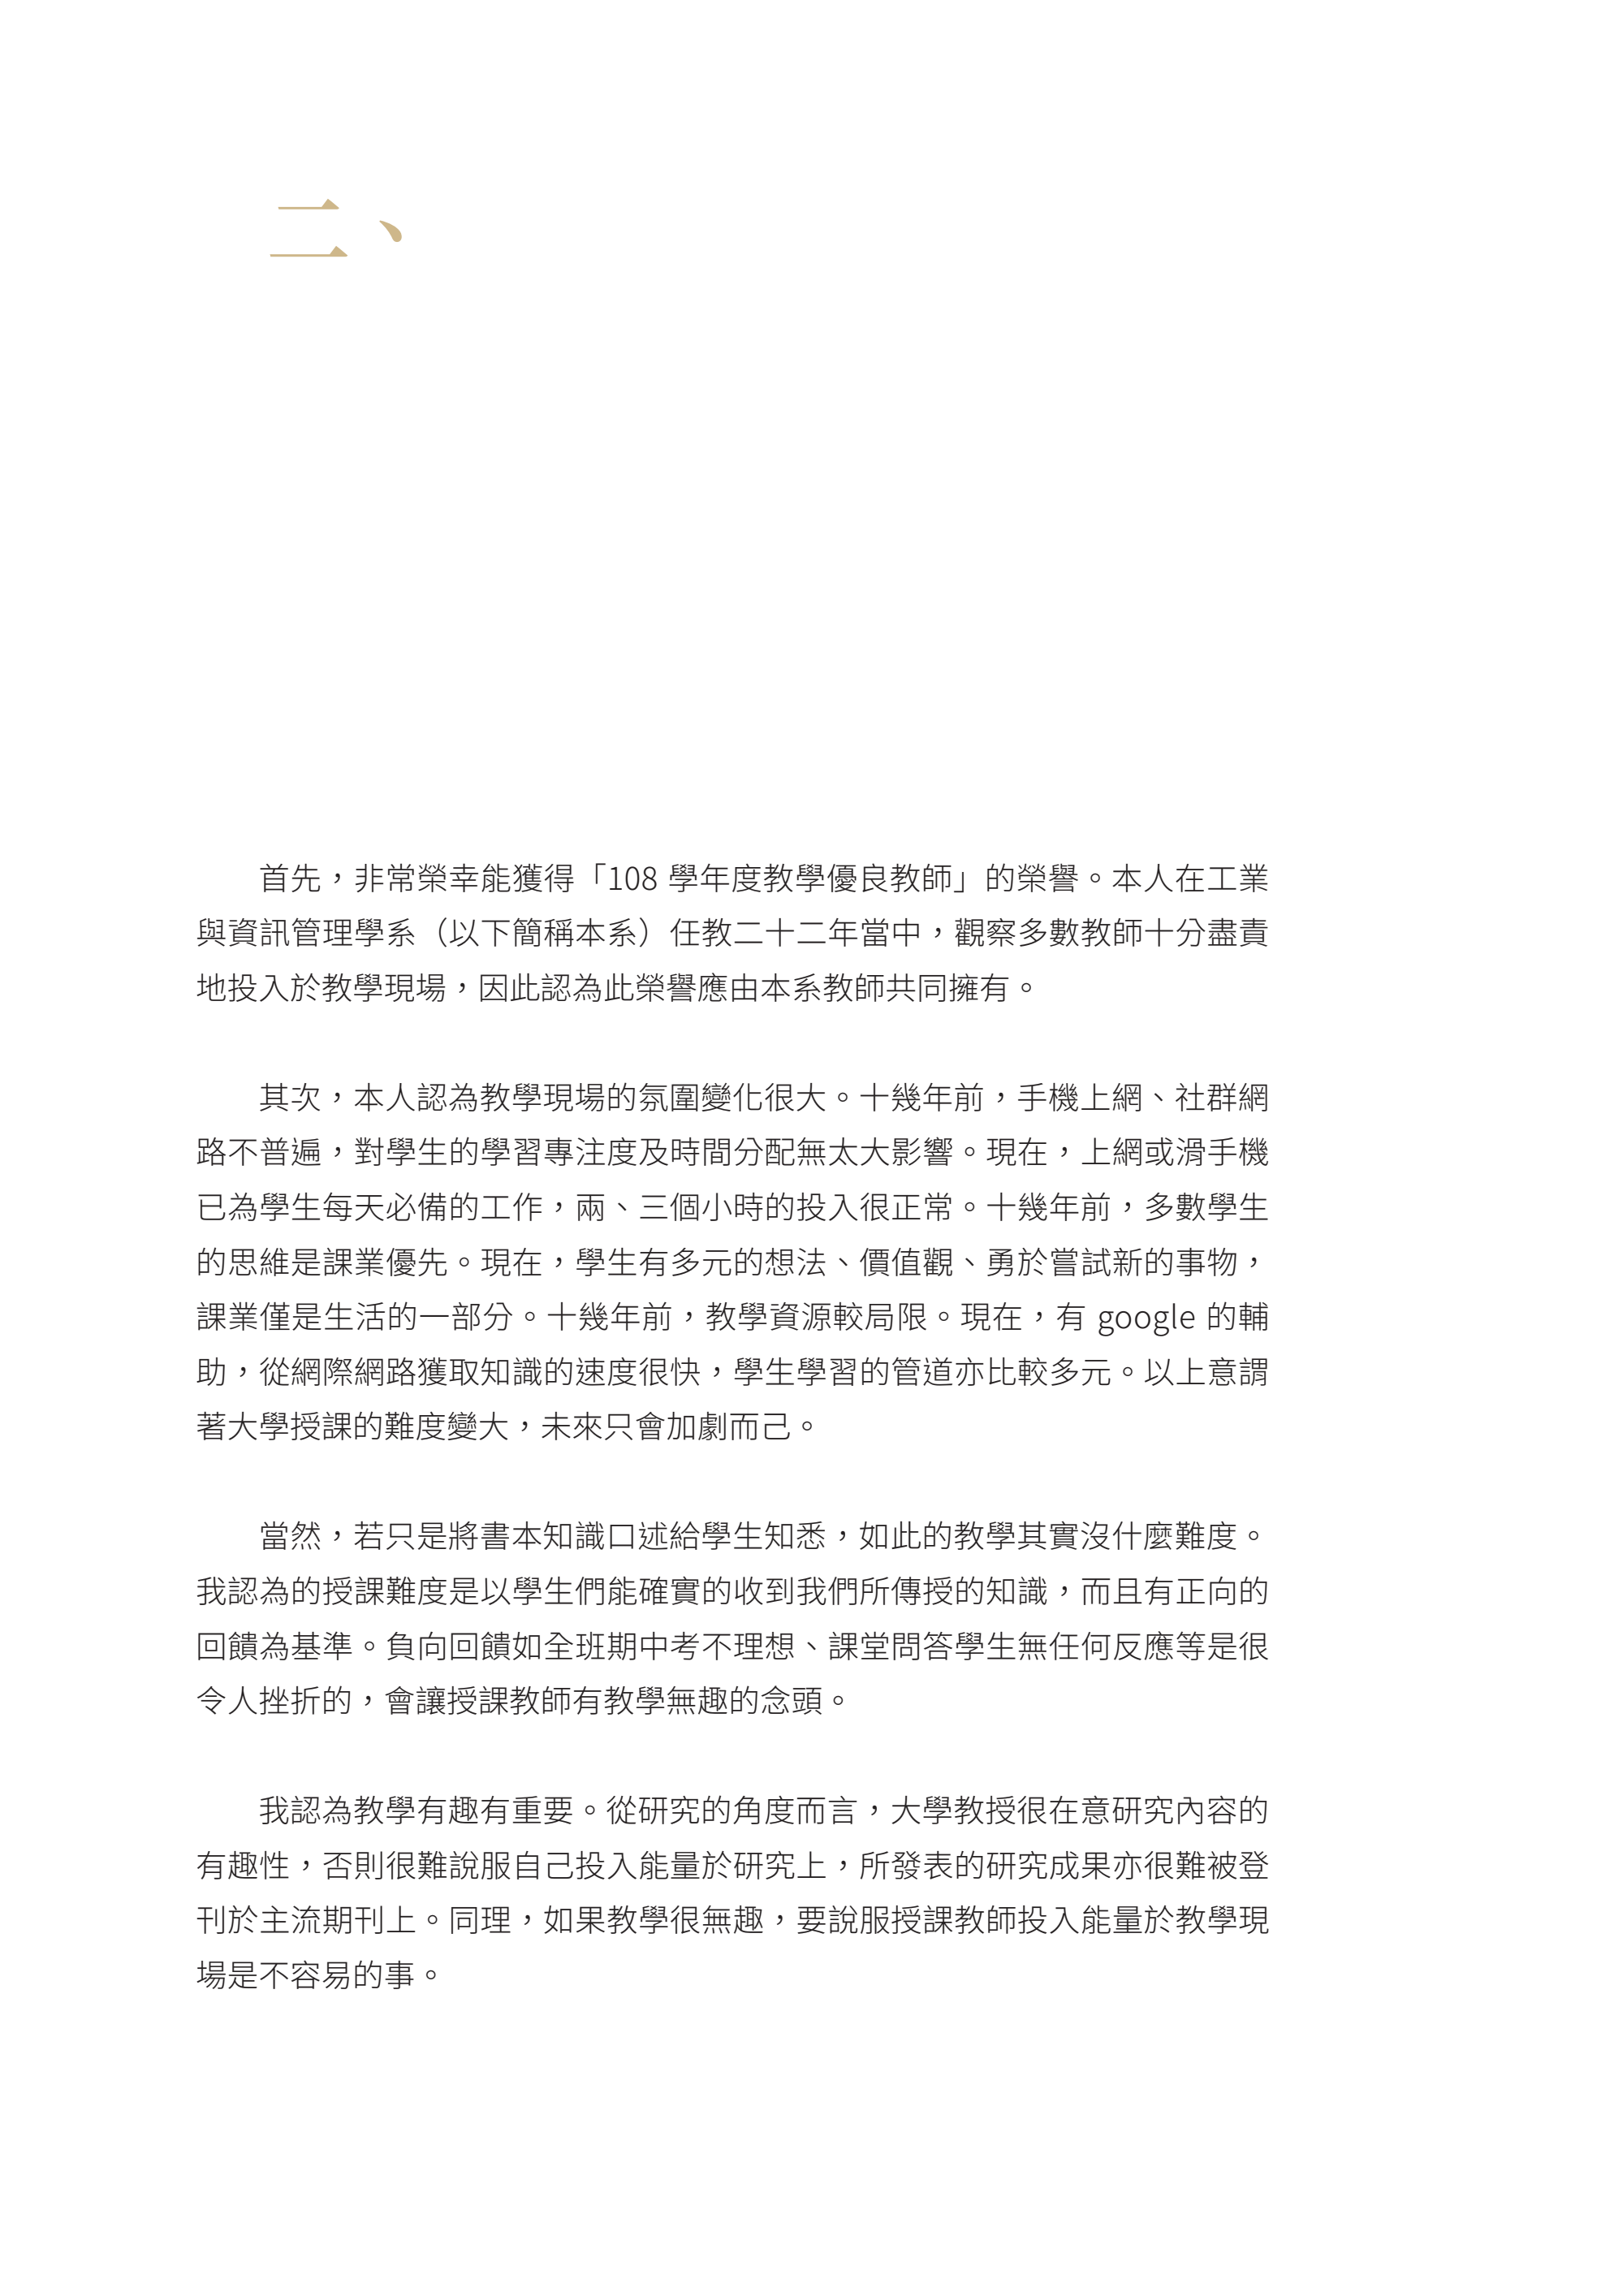 二、
首先，非常榮幸能獲得「108 學年度教學優良教師」的榮譽。本人在工業
與資訊管理學系（以下簡稱本系）任教二十二年當中，觀察多數教師十分盡責
地投入於教學現場，因此認為此榮譽應由本系教師共同擁有。
其次，本人認為教學現場的氛圍變化很大。十幾年前，手機上網、社群網
路不普遍，對學生的學習專注度及時間分配無太大影響。現在，上網或滑手機
已為學生每天必備的工作，兩、三個小時的投入很正常。十幾年前，多數學生
的思維是課業優先。現在，學生有多元的想法、價值觀、勇於嘗試新的事物，
課業僅是生活的一部分。十幾年前，教學資源較局限。現在，有 google 的輔
助，從網際網路獲取知識的速度很快，學生學習的管道亦比較多元。以上意謂
著大學授課的難度變大，未來只會加劇而己。
當然，若只是將書本知識口述給學生知悉，如此的教學其實沒什麼難度。
我認為的授課難度是以學生們能確實的收到我們所傳授的知識，而且有正向的
回饋為基準。負向回饋如全班期中考不理想、課堂問答學生無任何反應等是很
令人挫折的，會讓授課教師有教學無趣的念頭。
我認為教學有趣有重要。從研究的角度而言，大學教授很在意研究內容的
有趣性，否則很難說服自己投入能量於研究上，所發表的研究成果亦很難被登
刊於主流期刊上。同理，如果教學很無趣，要說服授課教師投入能量於教學現
場是不容易的事。